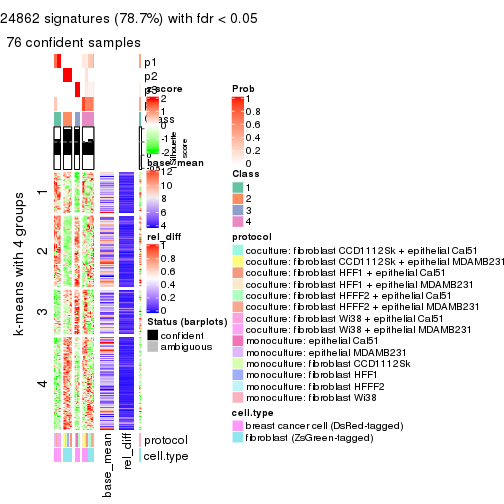 24862 signatures (78.7%) with fdr < 0.05
76 confident samples
p1
p2
p3
Class
Silhouette
score
k-means with 4 groups
1
2
3
4
base_mean
rel_diff
protocol
cell.type
z_score
2
1
0
-1
-2
base_mean
12
10
8
6
4
rel_diff
1
0.8
0.6
0.4
0.2
0
Status (barplots)
confident
ambiguous
Prob
1
0.8
0.6
0.4
0.2
0
Class
1
2
3
4
protocol
coculture: fibroblast CCD1112Sk + epithelial Cal51
coculture: fibroblast CCD1112Sk + epithelial MDAMB231
coculture: fibroblast HFF1 + epithelial Cal51
coculture: fibroblast HFF1 + epithelial MDAMB231
coculture: fibroblast HFFF2 + epithelial Cal51
coculture: fibroblast HFFF2 + epithelial MDAMB231
coculture: fibroblast Wi38 + epithelial Cal51
coculture: fibroblast Wi38 + epithelial MDAMB231
monoculture: epithelial Cal51
monoculture: epithelial MDAMB231
monoculture: fibroblast CCD1112Sk
monoculture: fibroblast HFF1
monoculture: fibroblast HFFF2
monoculture: fibroblast Wi38
cell.type
breast cancer cell (DsRed-tagged)
fibroblast (ZsGreen-tagged)